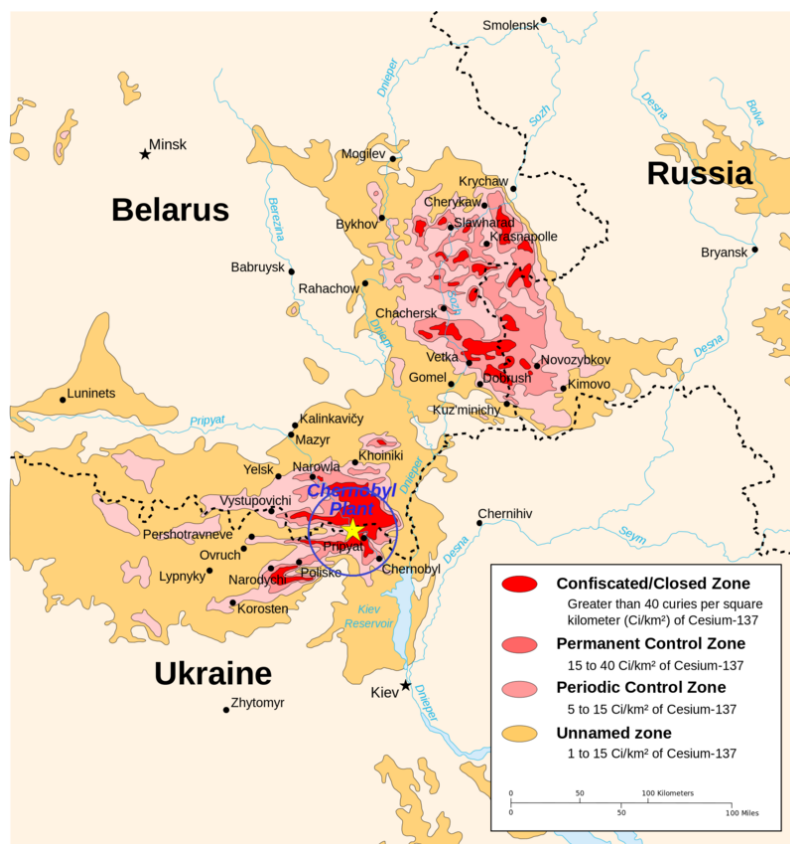 Smolensk
Dnieper
Sozh
Desna
Bolva
Minsk
Mogilev
Russia
Krychaw
Belarus
Berezina
Cherykaw
Bykhov
Slawharad
Krasnapolle
Bryansk
Babruysk
Rahachow
Sozh
Chachersk
Dniepr
Desna
Vetka
Novozybkov
Gomel
Dobrush
Kimovo
Luninets
Kuz'minichy
Pripyat
Kalinkavičy
Mazyr
Khoiniki
Yelsk
Narowla
Dnieper
Chernobyl
Plant
Vystupovichi
Chernihiv
Seym
Pershotravneve
Pripyat
Desna
Ovruch
Chernobyl
Lypnyky
Narodychi
Poliske
Korosten
Kiev
Reservoir
Ukraine
Kiev
Zhytomyr
Dnieper
Confiscated/Closed Zone
Greater than 40 curies per square
kilometer (Ci/km²) of Cesium-137
Permanent Control Zone
15 to 40 Ci/km² of Cesium-137
Periodic Control Zone
5 to 15 Ci/km² of Cesium-137
Unnamed zone
1 to 15 Ci/km² of Cesium-137
0 50 100 Kilometers
0 50 100 Miles